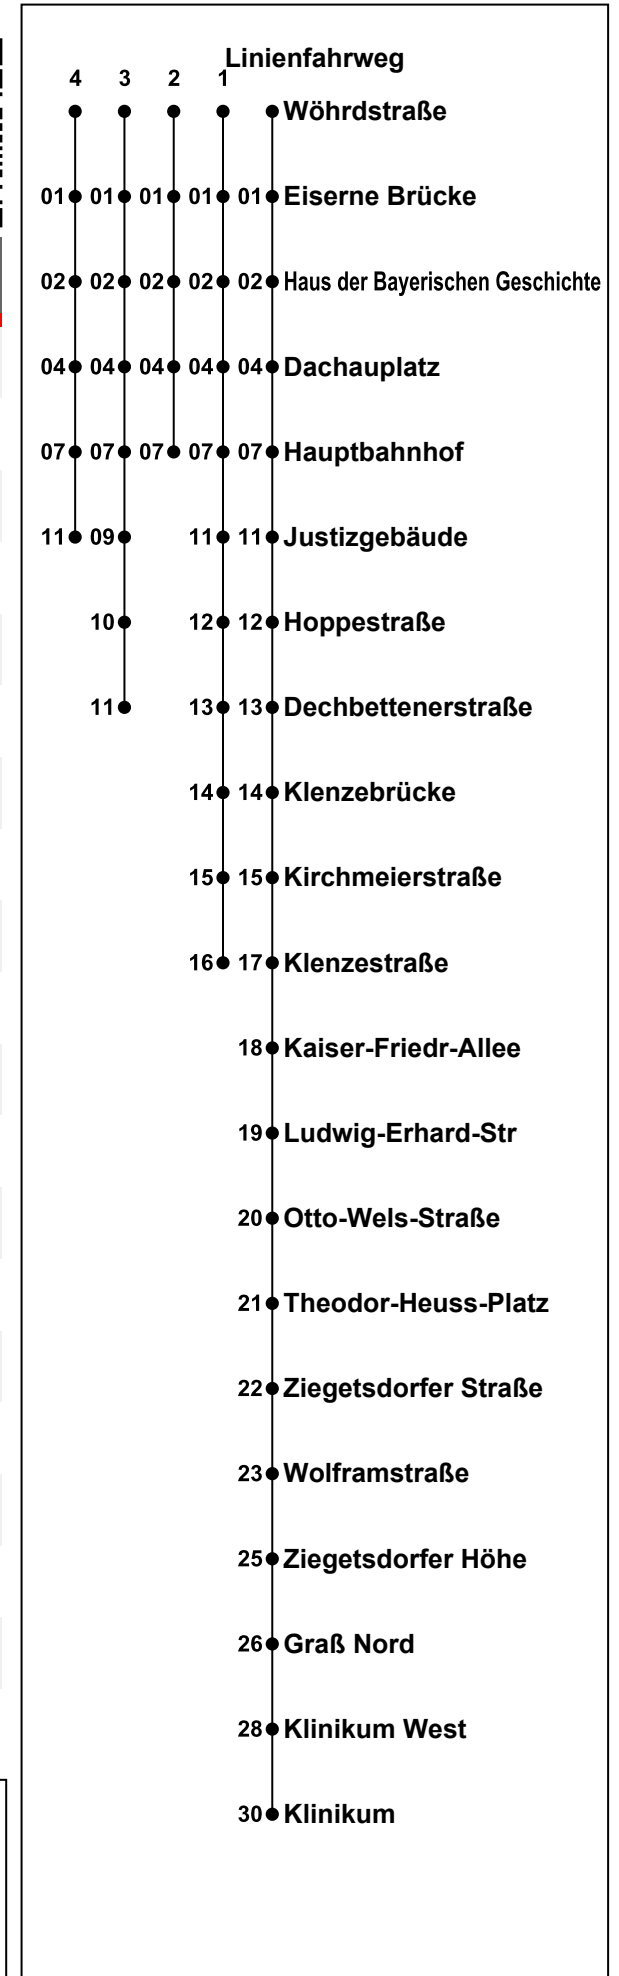 Linienfahrweg
4 3 2 1
Wöhrdstraße
01 01 01 01 01 Eiserne Brücke
02 02 02 02 02 Haus der Bayerischen Geschichte
04 04 04 04 04 Dachauplatz
07 07 07 07 07 Hauptbahnhof
11 09 11 11 Justizgebäude
10 12 12 Hoppestraße
11 13 13 Dechbettenerstraße
14 14 Klenzebrücke
15 15 Kirchmeierstraße
16 17 Klenzestraße
18 Kaiser-Friedr-Allee
19 Ludwig-Erhard-Str
20 Otto-Wels-Straße
21 Theodor-Heuss-Platz
22 Ziegetsdorfer Straße
23 Wolframstraße
25 Ziegetsdorfer Höhe
26 Graß Nord
28 Klinikum West
30 Klinikum